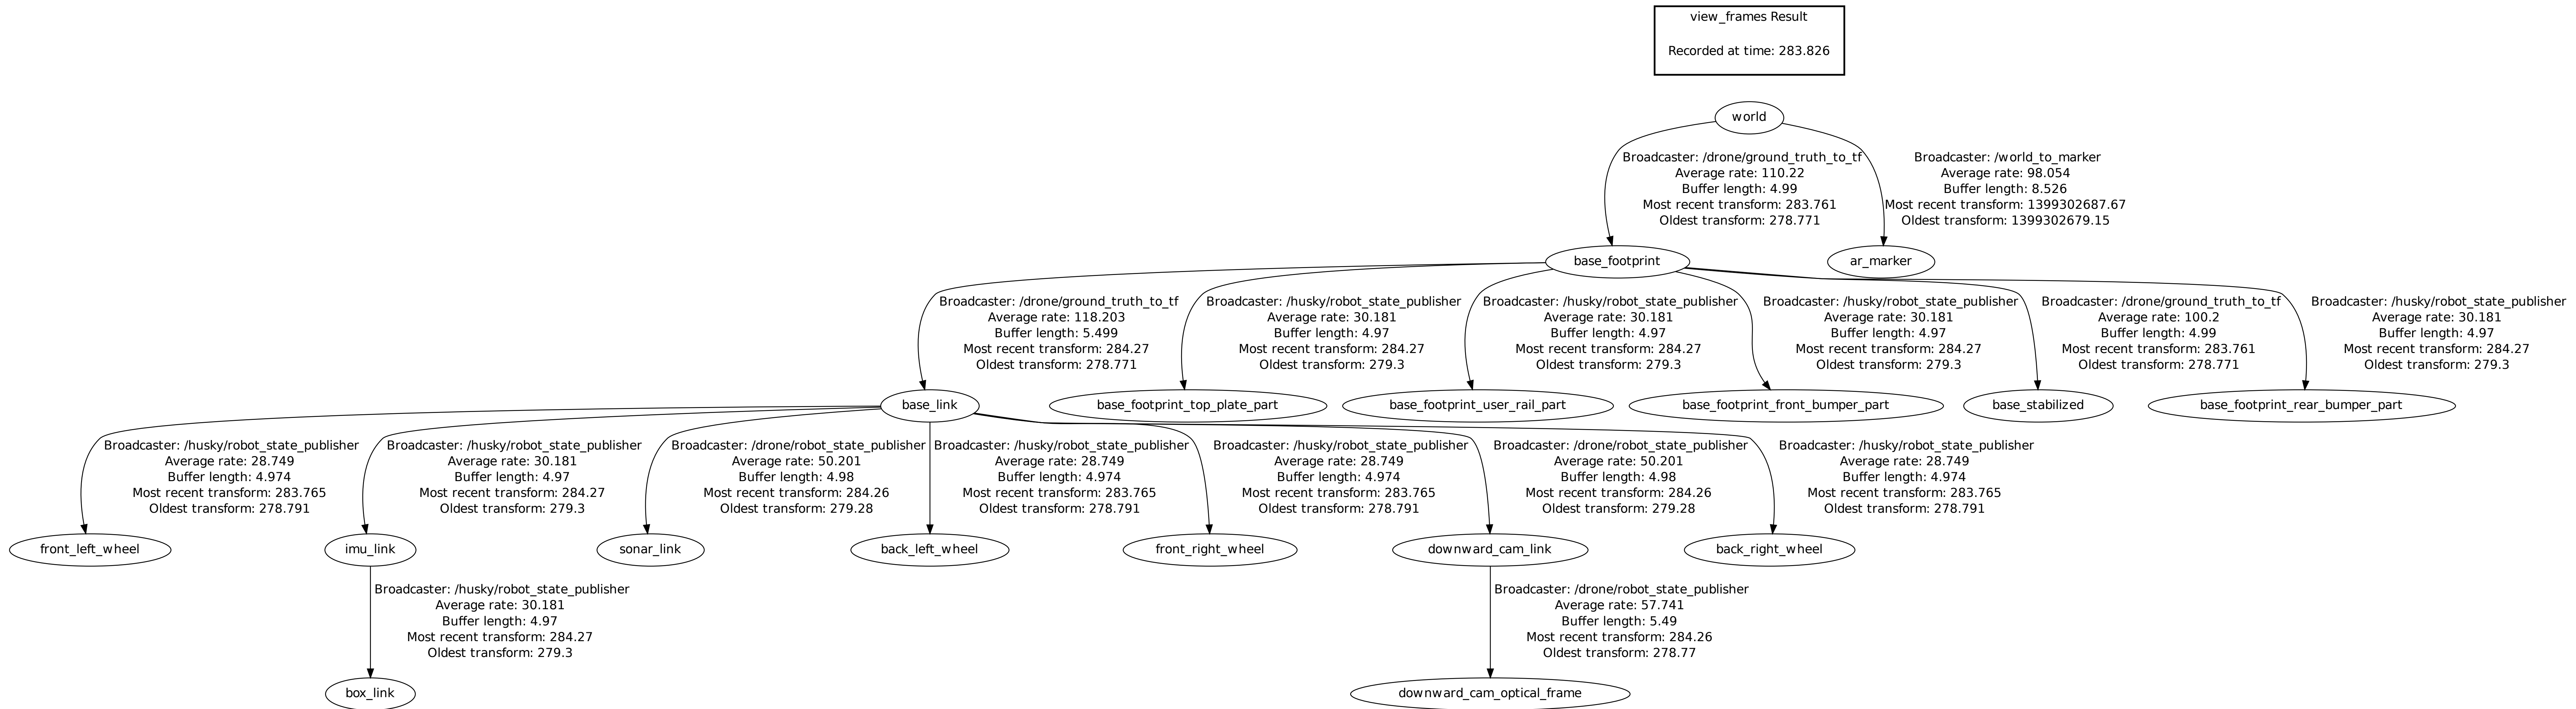 view_frames Result
Recorded at time: 283.826
world
Broadcaster: /drone/ground_truth_to_tf
Average rate: 110.22
Buffer length: 4.99
Most recent transform: 283.761
Oldest transform: 278.771
Broadcaster: /world_to_marker
Average rate: 98.054
Buffer length: 8.526
Most recent transform: 1399302687.67
Oldest transform: 1399302679.15
base_footprint
ar_marker
Broadcaster: /drone/ground_truth_to_tf
Average rate: 118.203
Buffer length: 5.499
Most recent transform: 284.27
Oldest transform: 278.771
Broadcaster: /husky/robot_state_publisher
Average rate: 30.181
Buffer length: 4.97
Most recent transform: 284.27
Oldest transform: 279.3
Broadcaster: /husky/robot_state_publisher
Average rate: 30.181
Buffer length: 4.97
Most recent transform: 284.27
Oldest transform: 279.3
Broadcaster: /husky/robot_state_publisher
Average rate: 30.181
Buffer length: 4.97
Most recent transform: 284.27
Oldest transform: 279.3
Broadcaster: /drone/ground_truth_to_tf
Average rate: 100.2
Buffer length: 4.99
Most recent transform: 283.761
Oldest transform: 278.771
Broadcaster: /husky/robot_state_publisher
Average rate: 30.181
Buffer length: 4.97
Most recent transform: 284.27
Oldest transform: 279.3
base_link
base_footprint_top_plate_part
base_footprint_user_rail_part
base_footprint_front_bumper_part
base_stabilized
base_footprint_rear_bumper_part
Broadcaster: /husky/robot_state_publisher
Average rate: 28.749
Buffer length: 4.974
Most recent transform: 283.765
Oldest transform: 278.791
Broadcaster: /husky/robot_state_publisher
Average rate: 30.181
Buffer length: 4.97
Most recent transform: 284.27
Oldest transform: 279.3
Broadcaster: /drone/robot_state_publisher
Average rate: 50.201
Buffer length: 4.98
Most recent transform: 284.26
Oldest transform: 279.28
Broadcaster: /husky/robot_state_publisher
Average rate: 28.749
Buffer length: 4.974
Most recent transform: 283.765
Oldest transform: 278.791
Broadcaster: /husky/robot_state_publisher
Average rate: 28.749
Buffer length: 4.974
Most recent transform: 283.765
Oldest transform: 278.791
Broadcaster: /drone/robot_state_publisher
Average rate: 50.201
Buffer length: 4.98
Most recent transform: 284.26
Oldest transform: 279.28
Broadcaster: /husky/robot_state_publisher
Average rate: 28.749
Buffer length: 4.974
Most recent transform: 283.765
Oldest transform: 278.791
front_left_wheel
imu_link
sonar_link
back_left_wheel
front_right_wheel
downward_cam_link
back_right_wheel
Broadcaster: /husky/robot_state_publisher
Average rate: 30.181
Buffer length: 4.97
Most recent transform: 284.27
Oldest transform: 279.3
Broadcaster: /drone/robot_state_publisher
Average rate: 57.741
Buffer length: 5.49
Most recent transform: 284.26
Oldest transform: 278.77
box_link
downward_cam_optical_frame